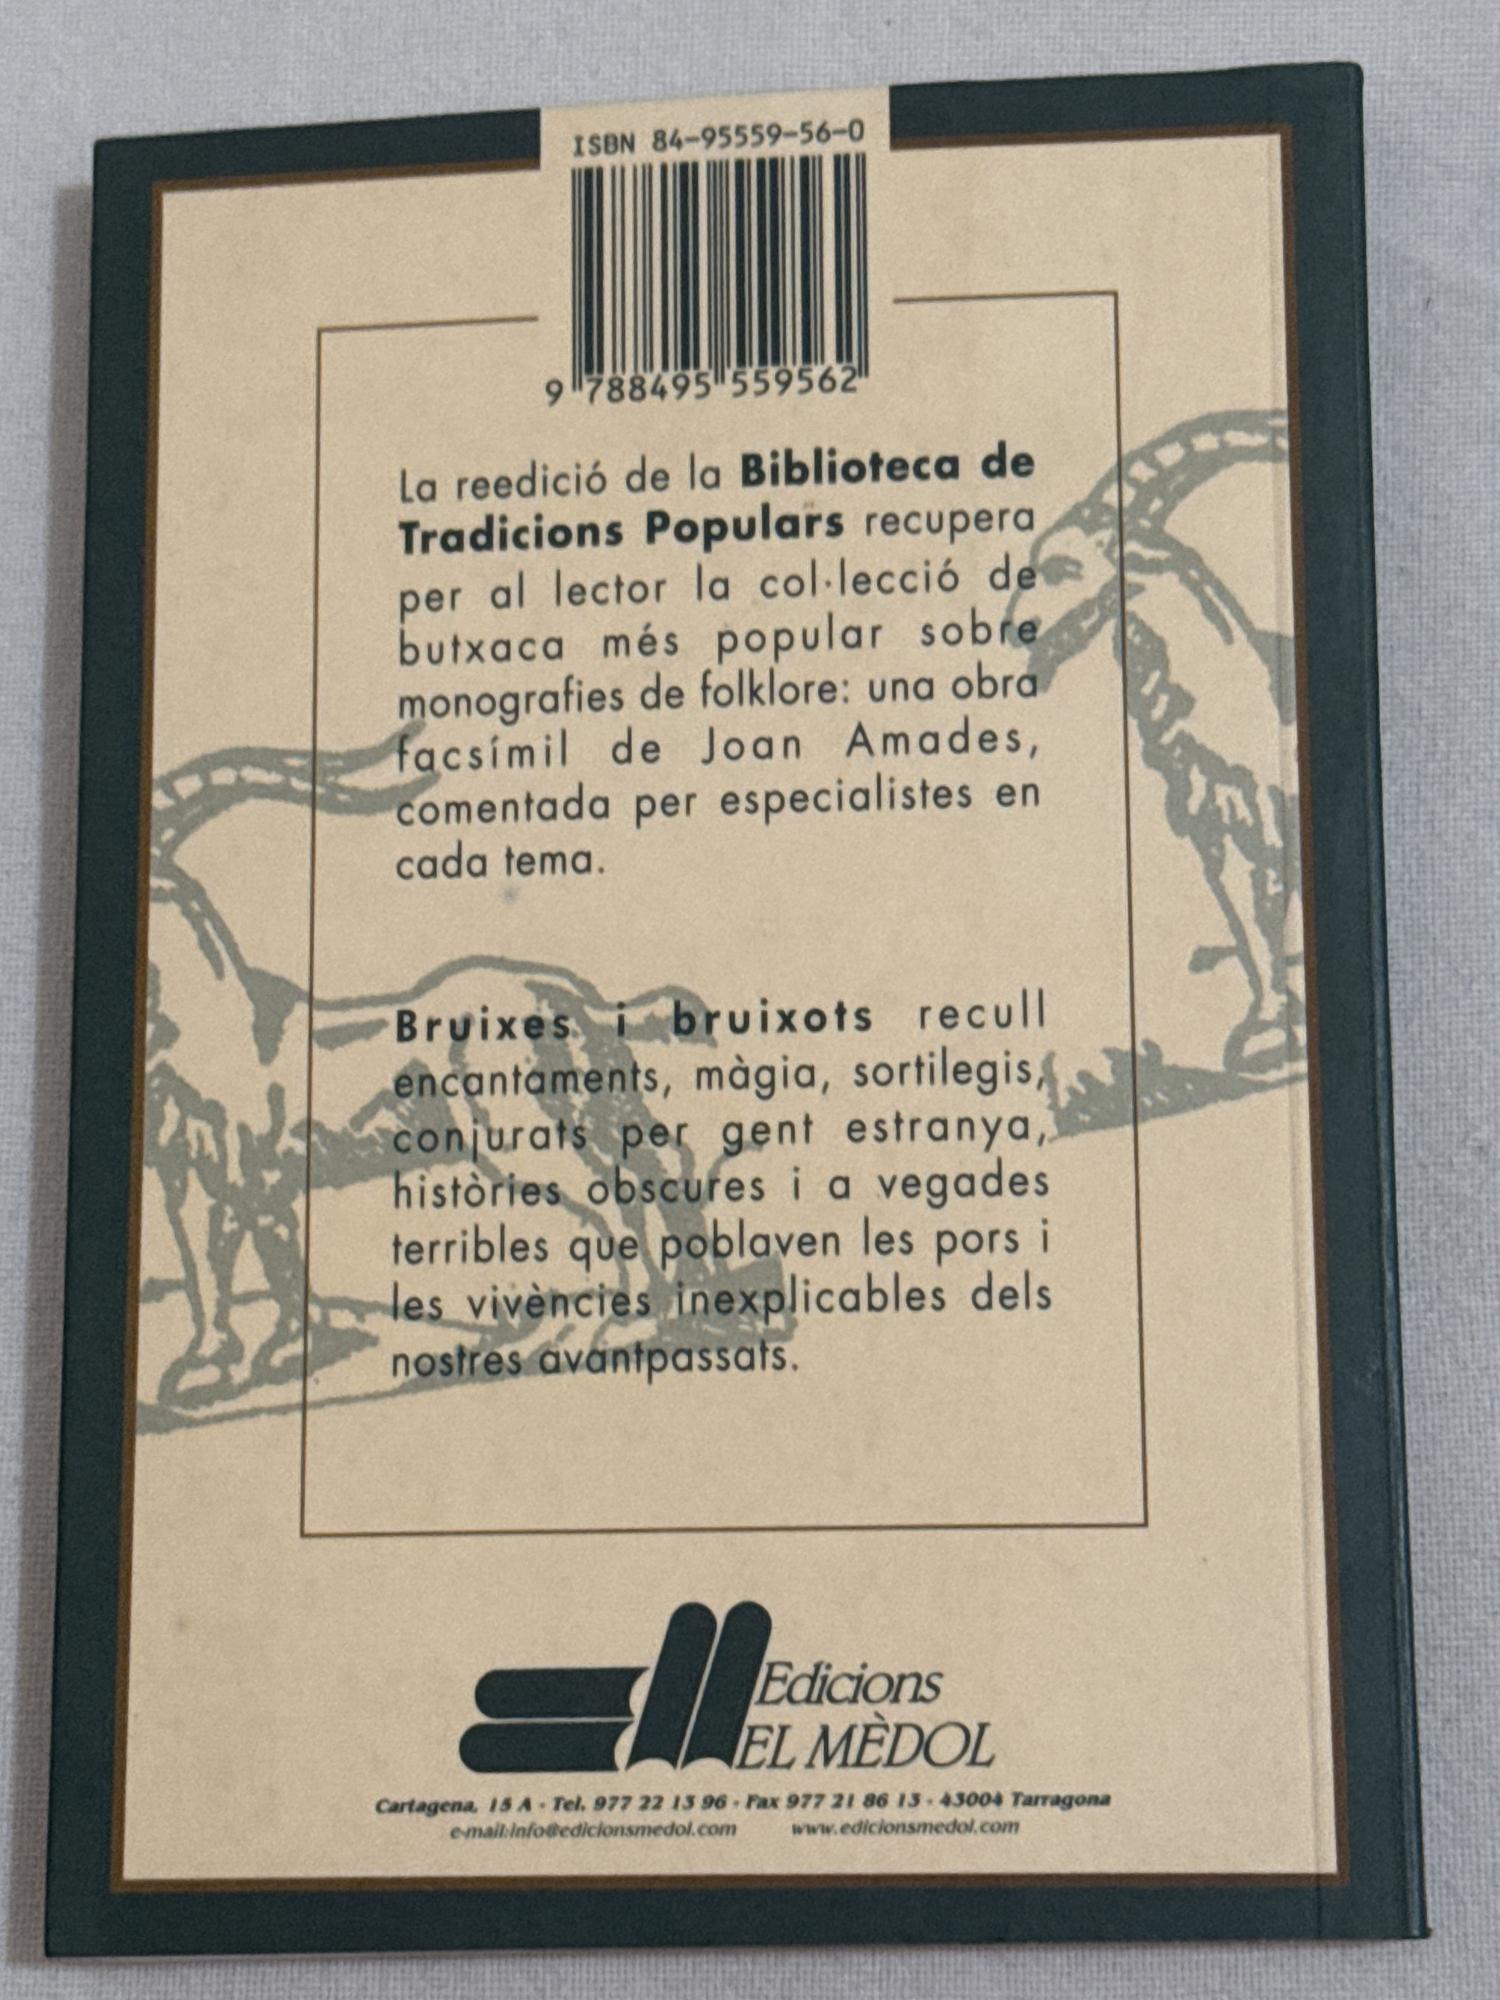 ISBN 84-95559-56-0
9 788495 559562
La reedició de la Biblioteca de
Tradicions Populars recupera
per al lector la col·lecció de
butxaca més popular sobre
monografies de folklore: una obra
facsímil de Joan Amades,
comentada per especialistes en
cada tema.
Bruixes i bruixots recull
encantaments, màgia, sortilegis,
conjurats per gent estranya,
històries obscures i a vegades
terribles que poblaven les pors i
les vivències inexplicables dels
nostres avantpassats.
Edicions
EL MÈDOL
Cartagena, 15 A - Tel. 977 22 13 96 - Fax 977 21 86 13 - 43004 Tarragona
e-mail:info@edicionsmedol.com www.edicionsmedol.com